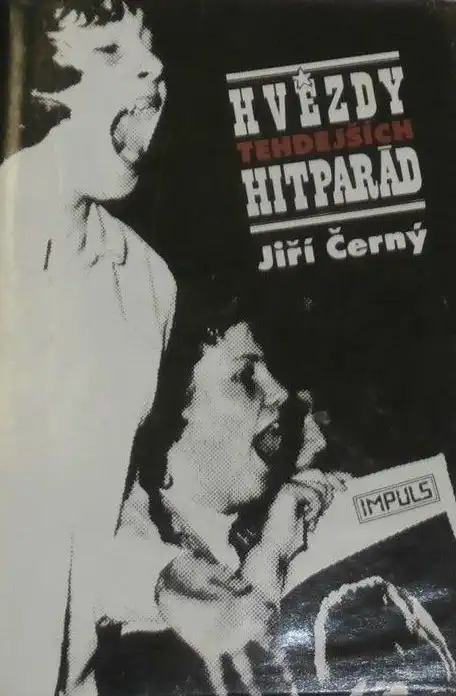 HVĚZDY
TEHDEJŠÍCH
HITPARÁD
Jiří Černý
IMPULS